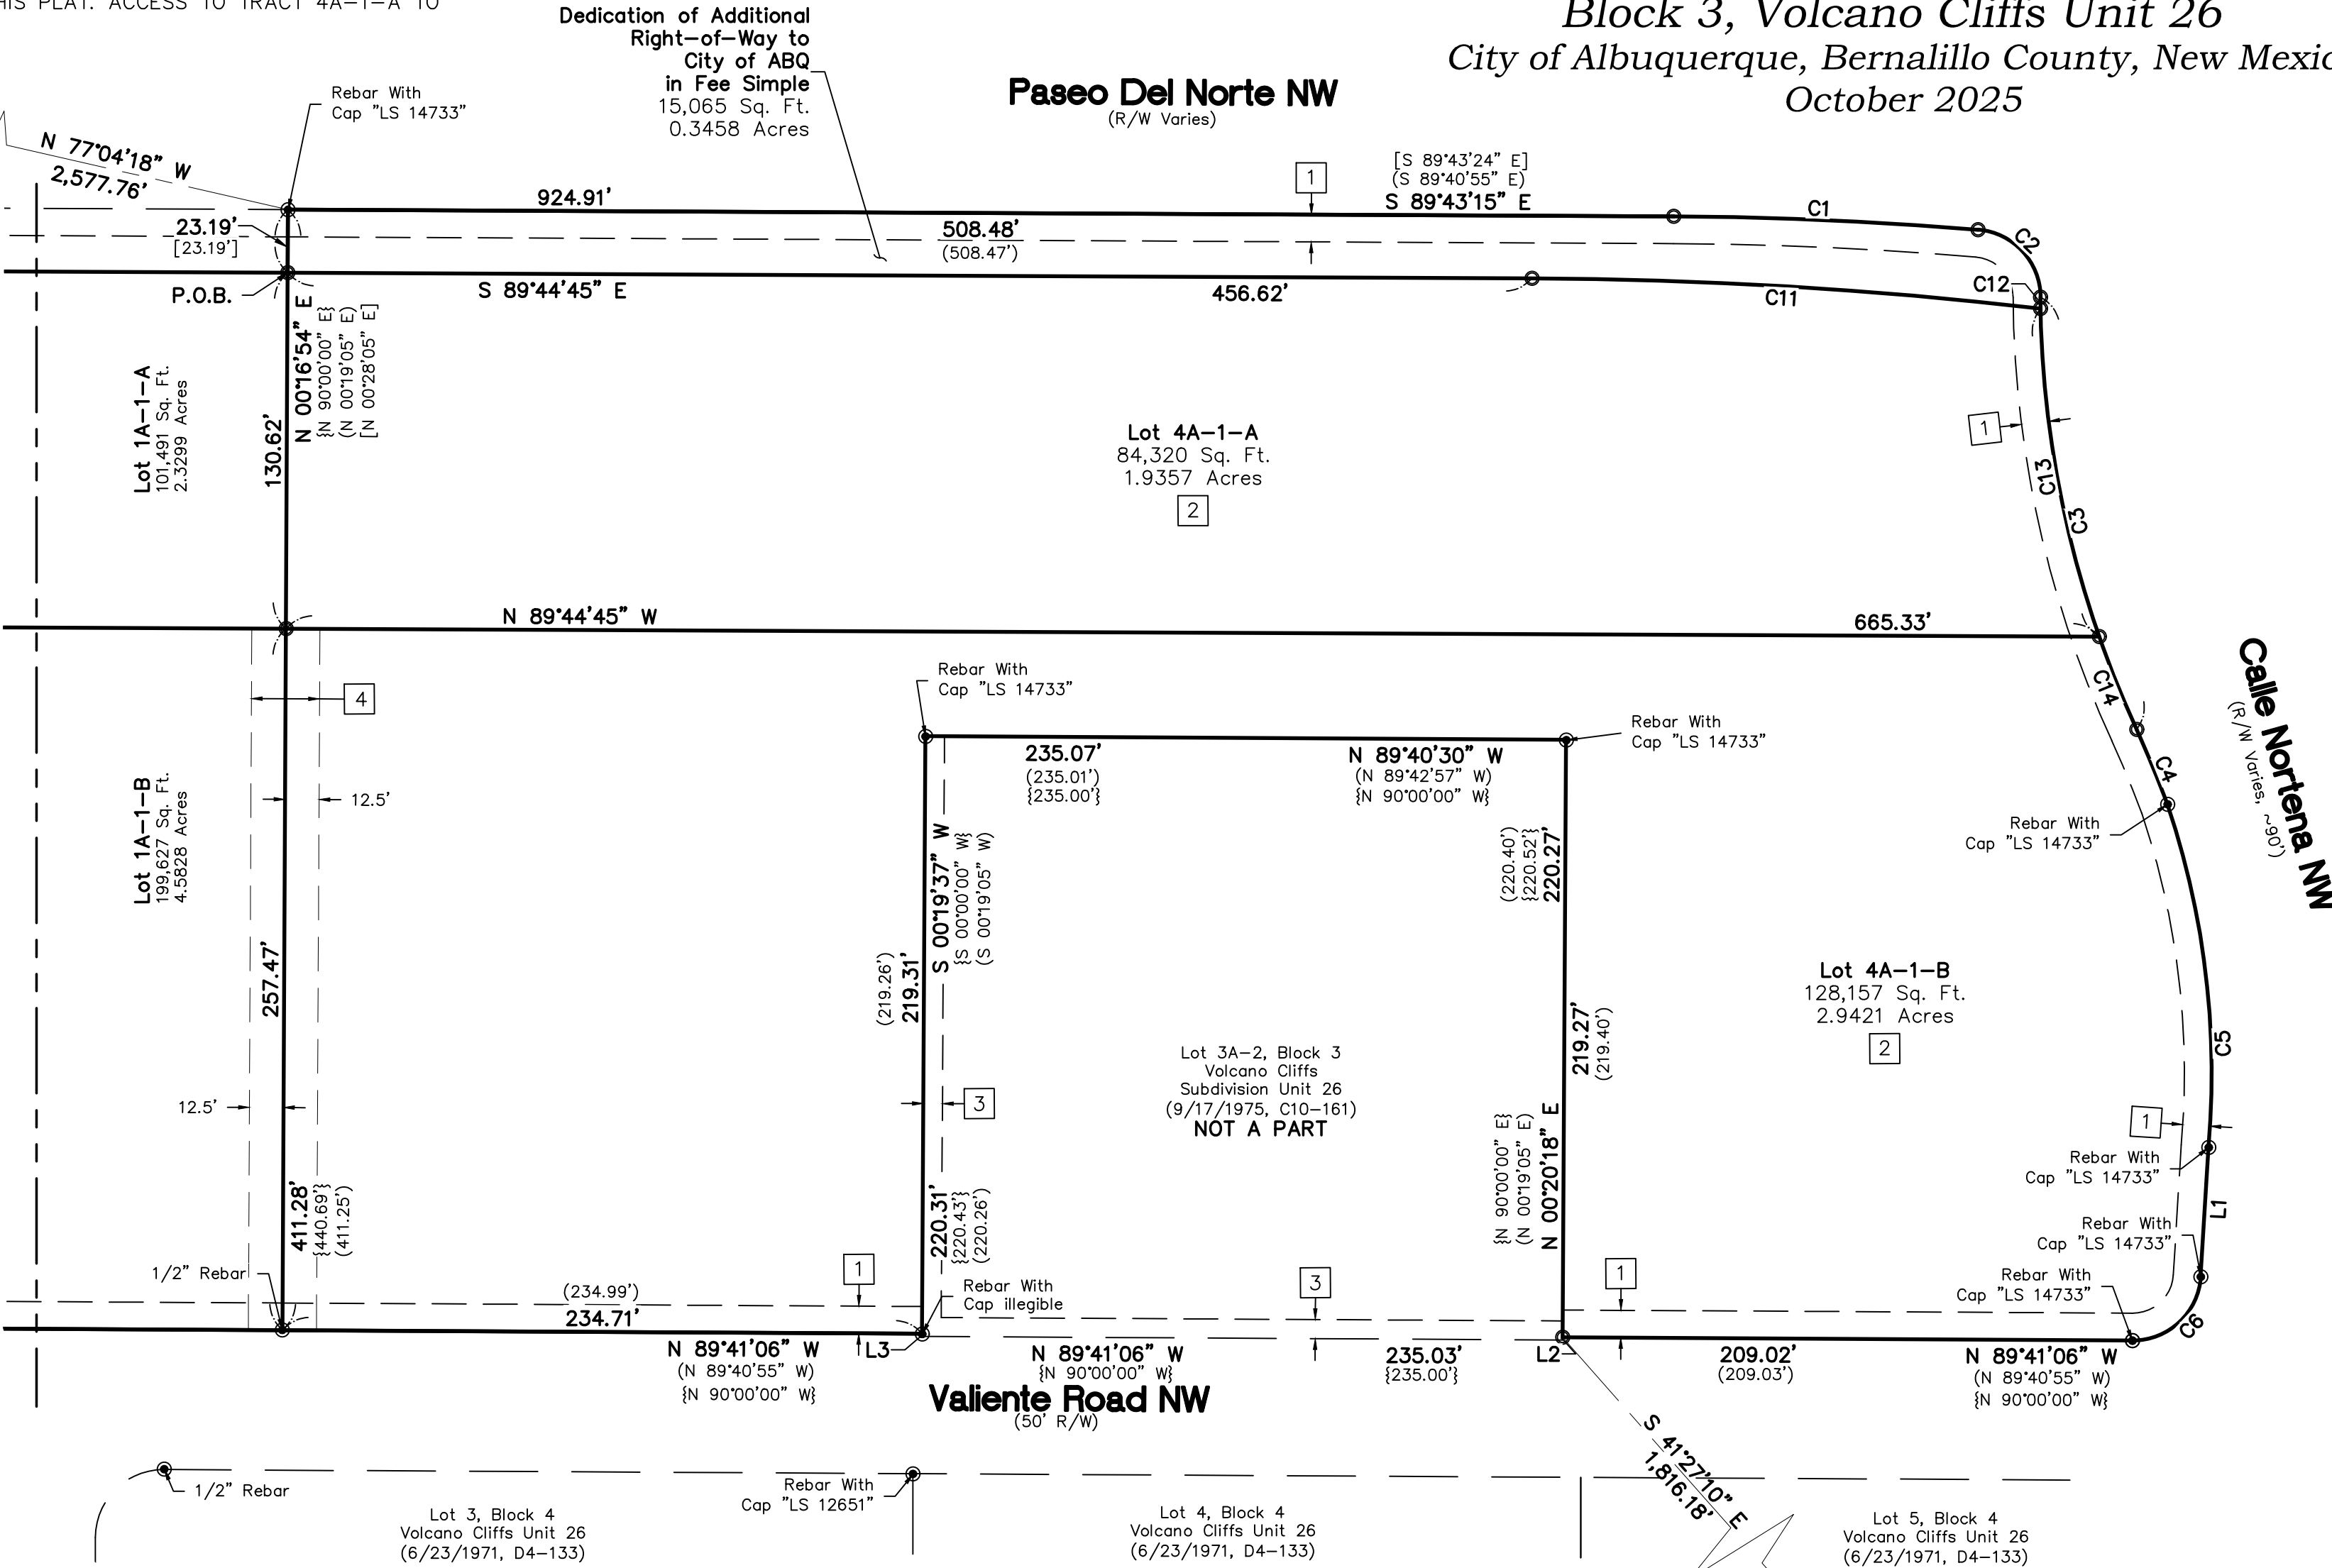 HIS PLAT. ACCESS TO TRACT 4A-1-A TO
Block 3, Volcano Cliffs Unit 26
City of Albuquerque, Bernalillo County, New Mexic
October 2025
Dedication of Additional
Right-of-Way to
City of ABQ
in Fee Simple
15,065 Sq. Ft.
0.3458 Acres
Paseo Del Norte NW
(R/W Varies)
Rebar With
Cap "LS 14733"
N 77°04'18" W
2,577.76'
924.91'
1
[S 89°43'24" E]
(S 89°40'55" E)
S 89°43'15" E
C1
C2
23.19'
[23.19']
508.48'
(508.47')
P.O.B.
S 89°44'45" E
456.62'
C11
C12
N 00°16'54" E
{N 90°00'00" E}
(N 00°19'05" E)
[N 00°28'05" E]
Lot 1A-1-A
101,491 Sq. Ft.
2.3299 Acres
130.62'
Lot 4A-1-A
84,320 Sq. Ft.
1.9357 Acres
2
1
C13
C3
N 89°44'45" W
665.33'
Calle Nortena NW
(R/W Varies, ~90')
4
Rebar With
Cap "LS 14733"
Rebar With
Cap "LS 14733"
C14
C4
235.07'
(235.01')
{235.00'}
N 89°40'30" W
(N 89°42'57" W)
{N 90°00'00" W}
12.5'
Rebar With
Cap "LS 14733"
Lot 1A-1-B
199,627 Sq. Ft.
4.5828 Acres
S 00°19'37" W
{S 00°00'00" W}
(S 00°19'05" W)
(220.40')
{220.52'}
220.27'
257.47'
(219.26')
219.31'
219.27'
(219.40')
Lot 4A-1-B
128,157 Sq. Ft.
2.9421 Acres
2
C5
Lot 3A-2, Block 3
Volcano Cliffs
Subdivision Unit 26
(9/17/1975, C10-161)
NOT A PART
12.5'
3
1
Rebar With
Cap "LS 14733"
{N 90°00'00" E}
(N 00°19'05" E)
N 00°20'18" E
411.28'
{440.69'}
(411.25')
220.31'
{220.43'}
(220.26')
L1
Rebar With
Cap "LS 14733"
1/2" Rebar
(234.99')
234.71'
1
Rebar With
Cap illegible
3
1
Rebar With
Cap "LS 14733"
C6
N 89°41'06" W
(N 89°40'55" W)
{N 90°00'00" W}
L3
N 89°41'06" W
{N 90°00'00" W}
235.03'
{235.00'}
L2
209.02'
(209.03')
N 89°41'06" W
(N 89°40'55" W)
{N 90°00'00" W}
Valiente Road NW
(50' R/W)
S 41°27'10" E
1,816.18'
1/2" Rebar
Rebar With
Cap "LS 12651"
Lot 3, Block 4
Volcano Cliffs Unit 26
(6/23/1971, D4-133)
Lot 4, Block 4
Volcano Cliffs Unit 26
(6/23/1971, D4-133)
Lot 5, Block 4
Volcano Cliffs Unit 26
(6/23/1971, D4-133)